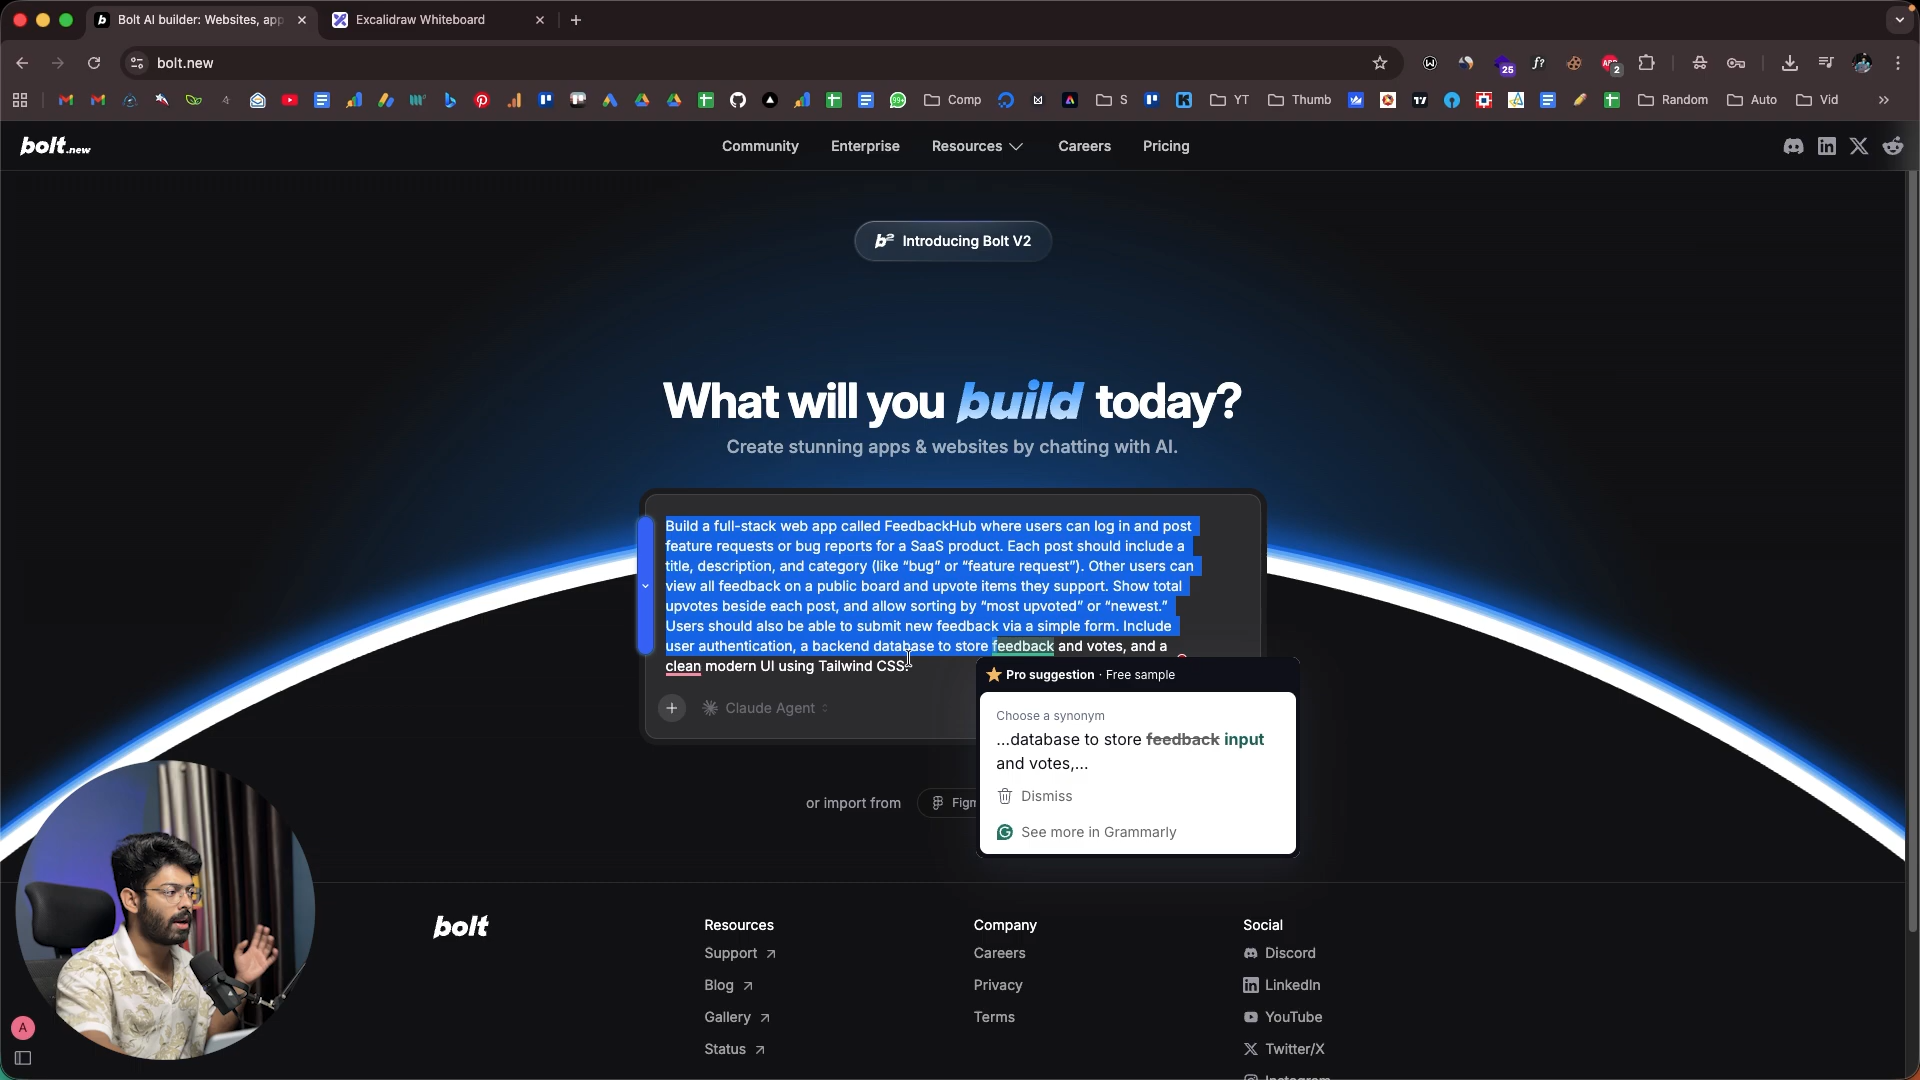 Bolt AI builder: Websites, app
Excalidraw Whiteboard
bolt.new
25
f?
2
99+
Comp
S
YT
Thumb
Random
Auto
Vid
bolt.new
Community
Enterprise
Resources
Careers
Pricing
b² Introducing Bolt V2
What will you build today?
Create stunning apps & websites by chatting with AI.
Build a full-stack web app called FeedbackHub where users can log in and post
feature requests or bug reports for a SaaS product. Each post should include a
title, description, and category (like “bug” or “feature request”). Other users can
view all feedback on a public board and upvote items they support. Show total
upvotes beside each post, and allow sorting by “most upvoted” or “newest.”
Users should also be able to submit new feedback via a simple form. Include
user authentication, a backend database to store feedback and votes, and a
clean modern UI using Tailwind CSS.
Claude Agent
Pro suggestion · Free sample
Choose a synonym
...database to store feedback input
and votes,...
Dismiss
See more in Grammarly
or import from
Figm
bolt
Resources
Support
Blog
Gallery
Status
Company
Careers
Privacy
Terms
Social
Discord
LinkedIn
YouTube
Twitter/X
Instagram
A